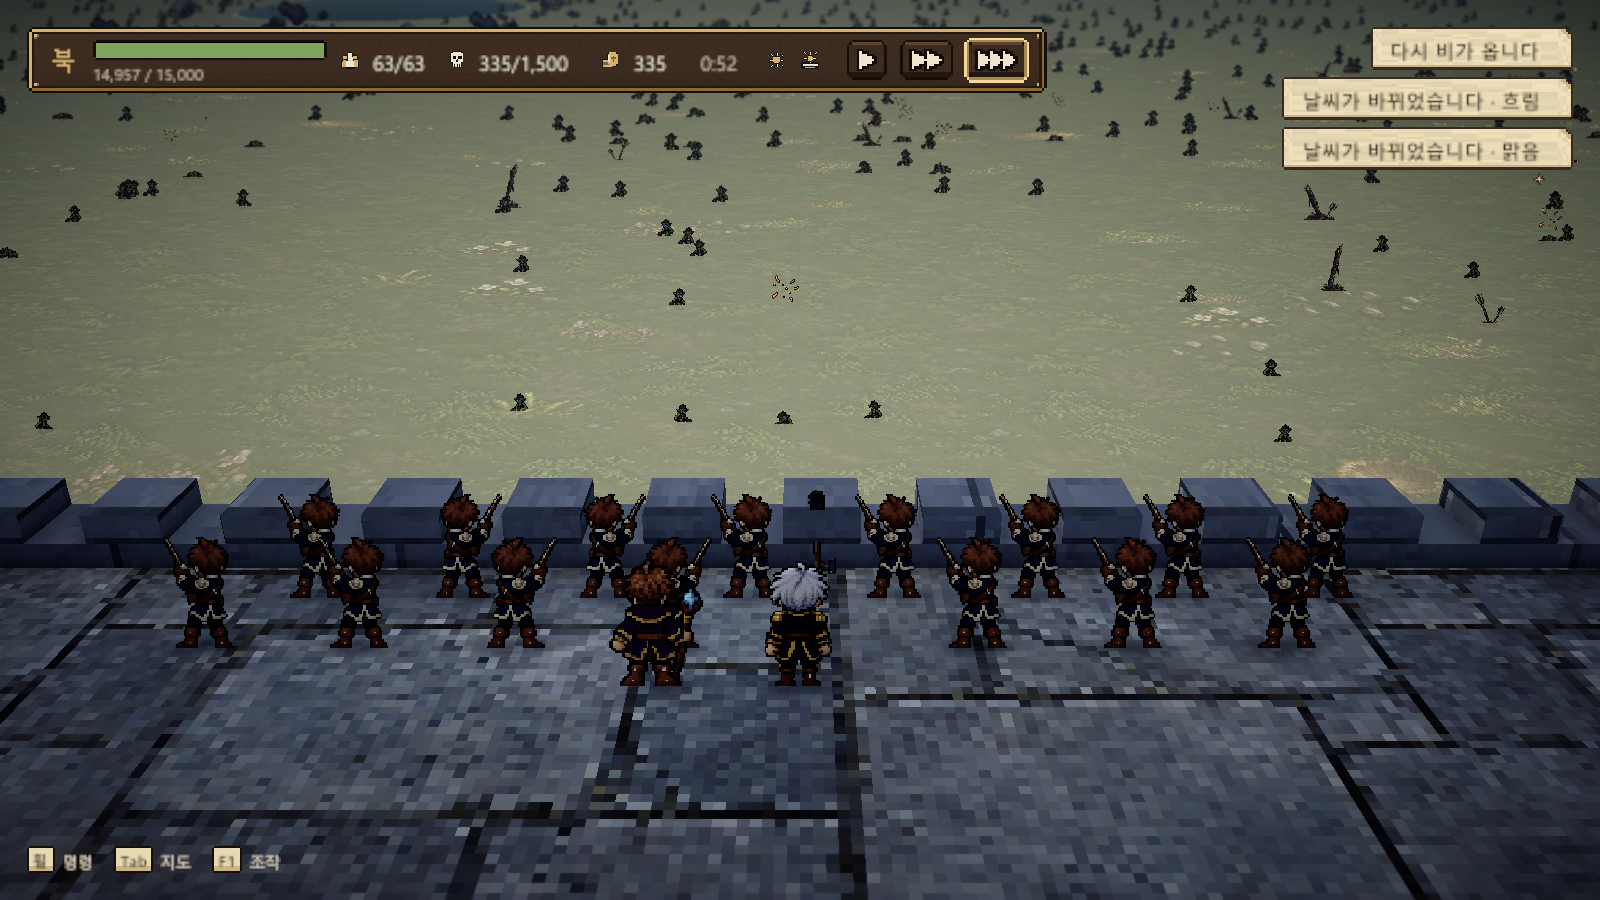 북
14,957 / 15,000
63/63
335/1,500
335
0:52
다시 비가 옵니다
날씨가 바뀌었습니다 · 흐림
날씨가 바뀌었습니다 · 맑음
휠 명령
Tab 지도
F1 조작